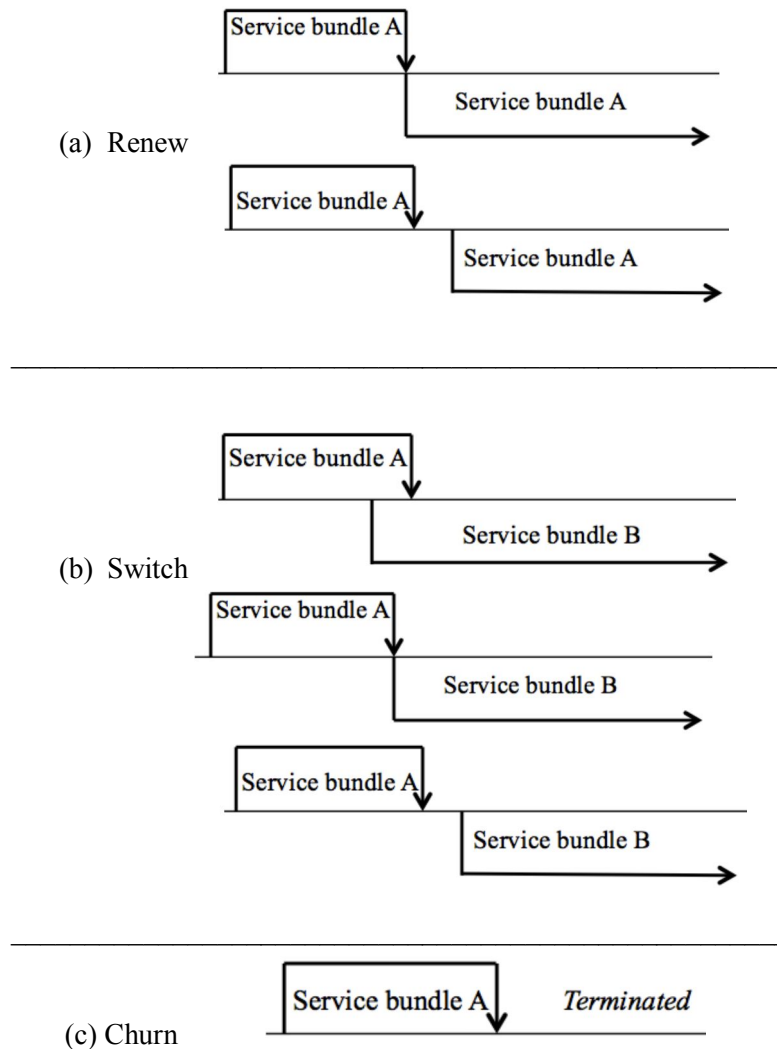 Service bundle A
Service bundle A
(a) Renew
Service bundle A
Service bundle A
Service bundle A
Service bundle B
(b) Switch
Service bundle A
Service bundle B
Service bundle A
Service bundle B
Service bundle A Terminated
(c) Churn